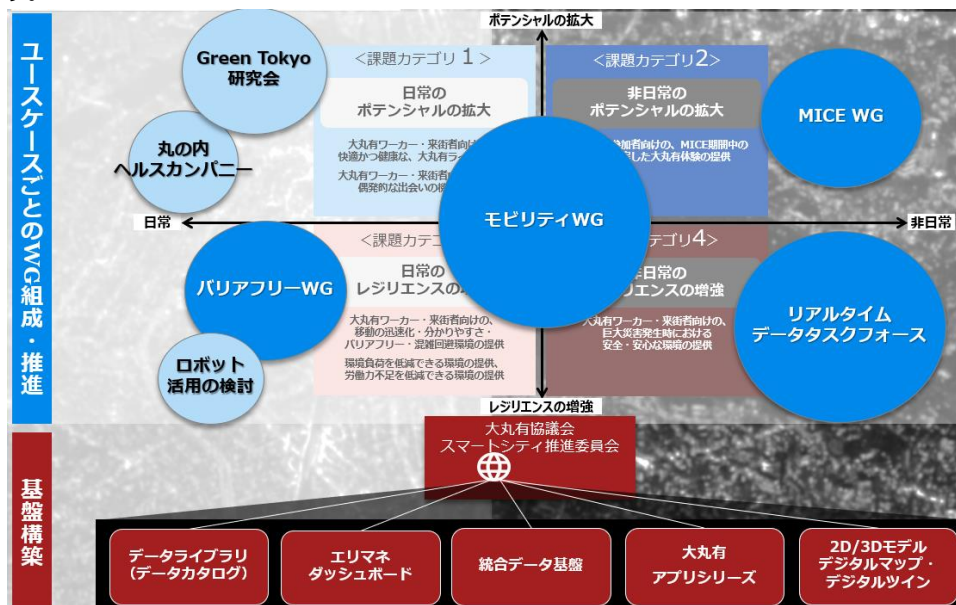 ユースケースごとのWG組成・推進
ポテンシャルの拡大
Green Tokyo
研究会
<課題カテゴリ 1 >
日常の
ポテンシャルの拡大
大丸有ワーカー・来街者向け
快適かつ健康な、大丸有ラ
大丸有ワーカー・来街者向け
偶発的な出会いの
<課題カテゴリ2>
非日常の
ポテンシャルの拡大
加者向けの、MICE期間中の
した大丸有体験の提供
MICE WG
丸の内
ヘルスカンパニー
日常
モビリティWG
非日常
バリアフリーWG
<課題カテゴ
日常の
レジリエンスの増
大丸有ワーカー・来街者向けの、
移動の迅速化・分かりやすさ・
バリアフリー・混雑回避環境の提供
環境負荷を低減できる環境の提供、
労働力不足を低減できる環境の提供
テゴリ4>
非日常の
リエンスの増強
大丸有ワーカー・来街者向けの、
巨大災害発生時における
安全・安心な環境の提供
リアルタイム
データタスクフォース
ロボット
活用の検討
レジリエンスの増強
基盤構築
大丸有協議会
スマートシティ推進委員会
データライブラリ
（データカタログ）
エリマネ
ダッシュボード
統合データ基盤
大丸有
アプリシリーズ
2D/3Dモデル
デジタルマップ・
デジタルツイン